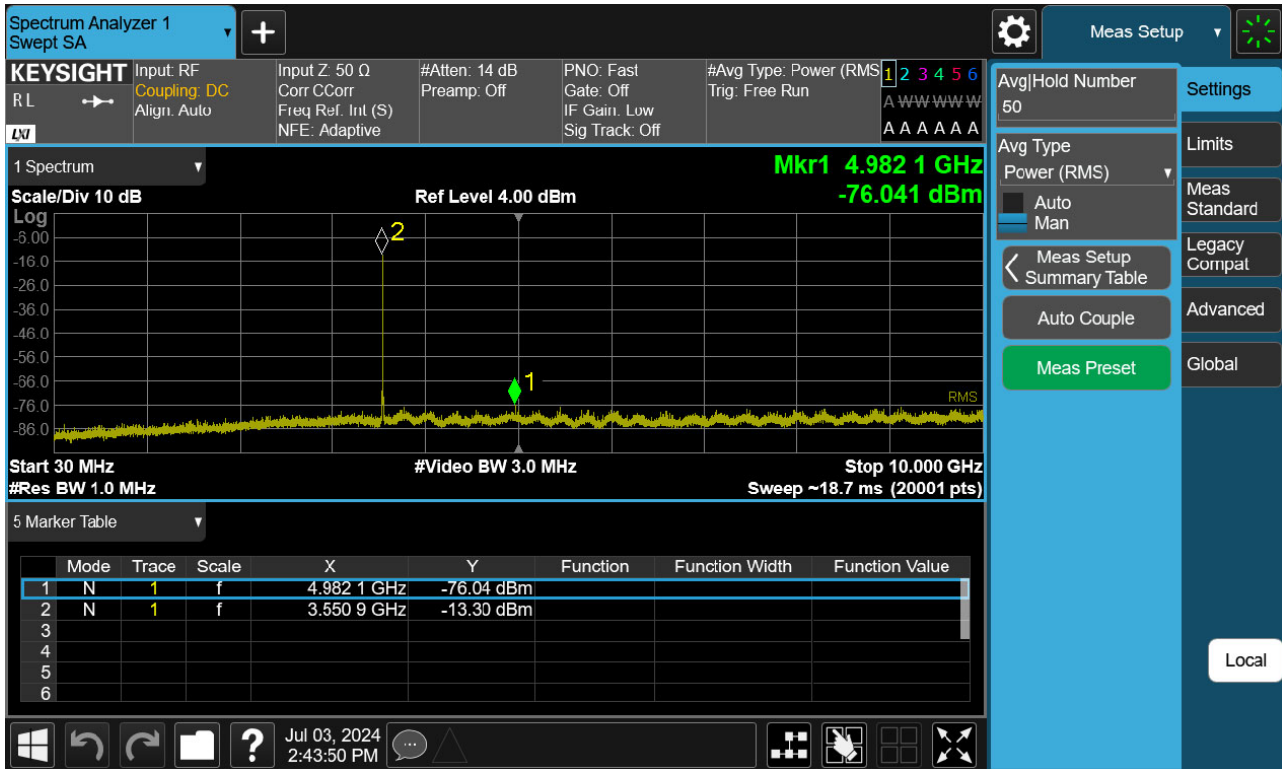 Spectrum Analyzer 1
Swept SA
+
Meas Setup
KEYSIGHT
RL
LXI
Input: RF
Coupling: DC
Align: Auto
Input Z: 50 Ω
Corr CCorr
Freq Ref: Int (S)
NFE: Adaptive
#Atten: 14 dB
Preamp: Off
PNO: Fast
Gate: Off
IF Gain: Low
Sig Track: Off
#Avg Type: Power (RMS
Trig: Free Run
1 2 3 4 5 6
A W W W W W
A A A A A A
1 Spectrum
Scale/Div 10 dB
Ref Level 4.00 dBm
Mkr1 4.982 1 GHz
-76.041 dBm
Log
-6.00
-16.0
-26.0
-36.0
-46.0
-56.0
-66.0
-76.0
-86.0
2
1
RMS
Start 30 MHz
#Video BW 3.0 MHz
Stop 10.000 GHz
#Res BW 1.0 MHz
Sweep ~18.7 ms (20001 pts)
5 Marker Table
Mode Trace Scale X Y Function Function Width Function Value
1 N 1 f 4.982 1 GHz -76.04 dBm
2 N 1 f 3.550 9 GHz -13.30 dBm
3
4
5
6
Avg|Hold Number
50
Avg Type
Power (RMS)
Auto
Man
Meas Setup
Summary Table
Auto Couple
Meas Preset
Settings
Limits
Meas
Standard
Legacy
Compat
Advanced
Global
Local
?
Jul 03, 2024
2:43:50 PM